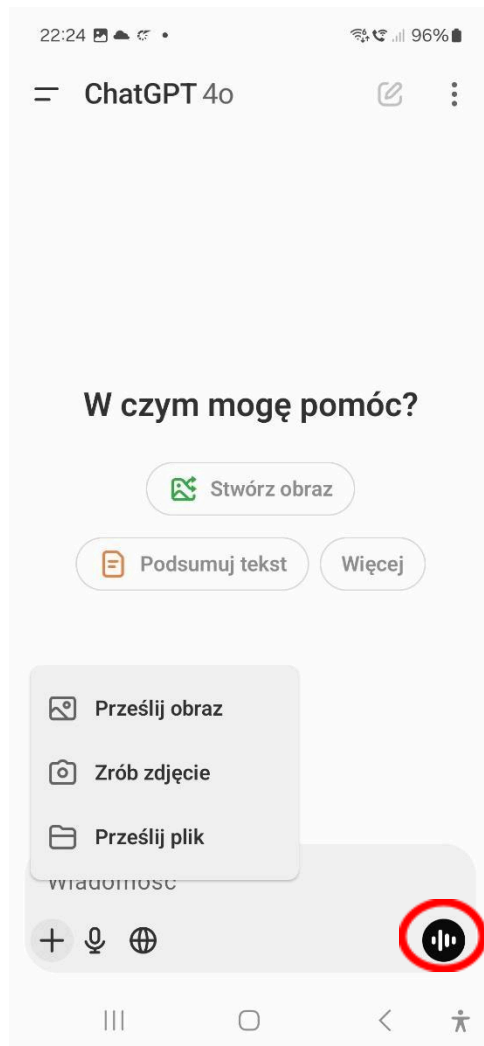 22:24 96%
ChatGPT 4o
W czym mogę pomóc?
Stwórz obraz
Podsumuj tekst Więcej
Prześlij obraz
Zrób zdjęcie
Prześlij plik
Wiadomość